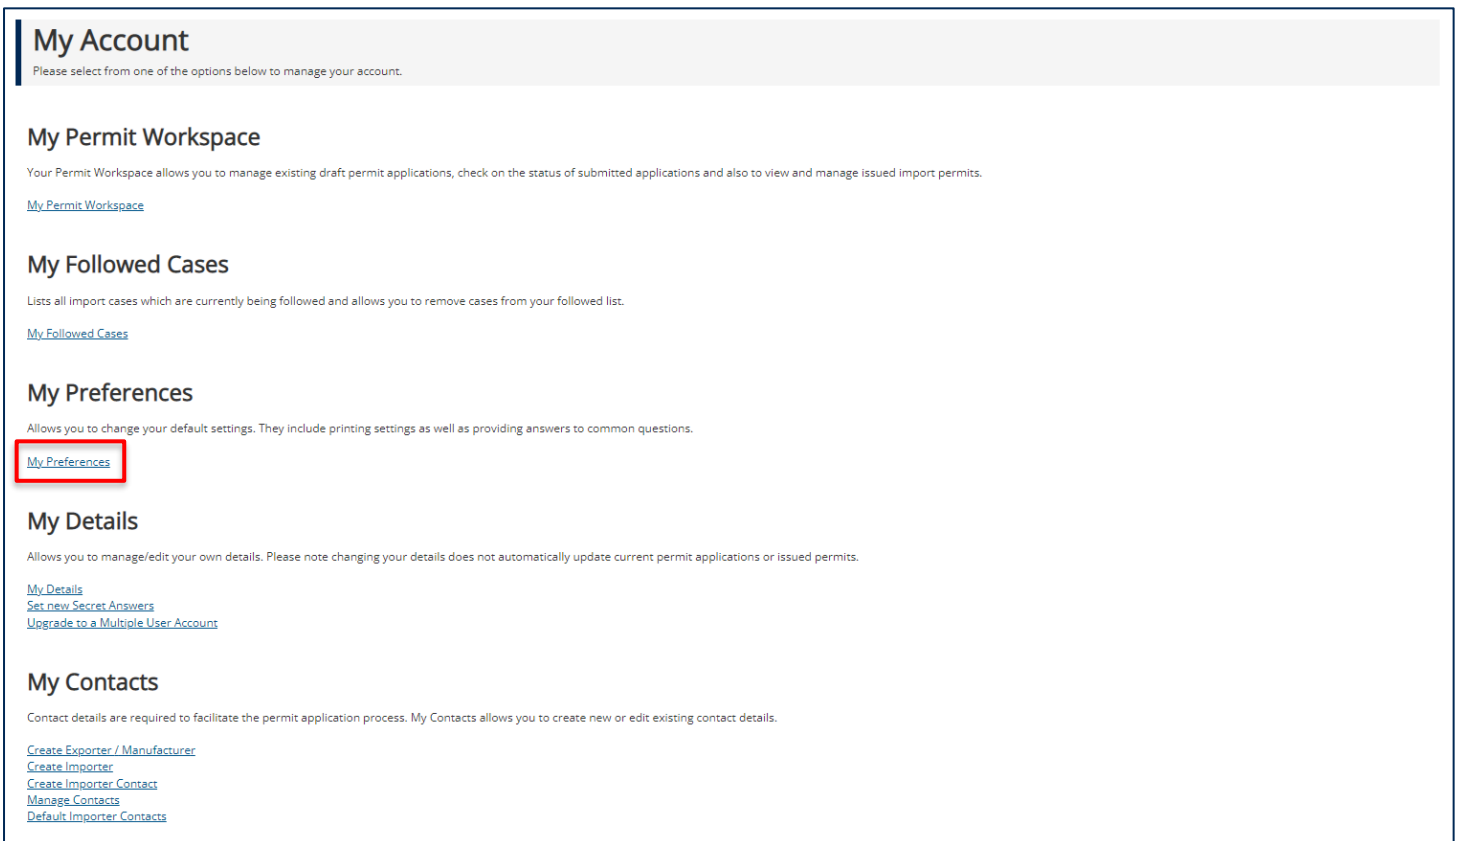 My Account
Please select from one of the options below to manage your account.
My Permit Workspace
Your Permit Workspace allows you to manage existing draft permit applications, check on the status of submitted applications and also to view and manage issued import permits.
My Permit Workspace
My Followed Cases
Lists all import cases which are currently being followed and allows you to remove cases from your followed list.
My Followed Cases
My Preferences
Allows you to change your default settings. They include printing settings as well as providing answers to common questions.
My Preferences
My Details
Allows you to manage/edit your own details. Please note changing your details does not automatically update current permit applications or issued permits.
My Details
Set new Secret Answers
Upgrade to a Multiple User Account
My Contacts
Contact details are required to facilitate the permit application process. My Contacts allows you to create new or edit existing contact details.
Create Exporter / Manufacturer
Create Importer
Create Importer Contact
Manage Contacts
Default Importer Contacts